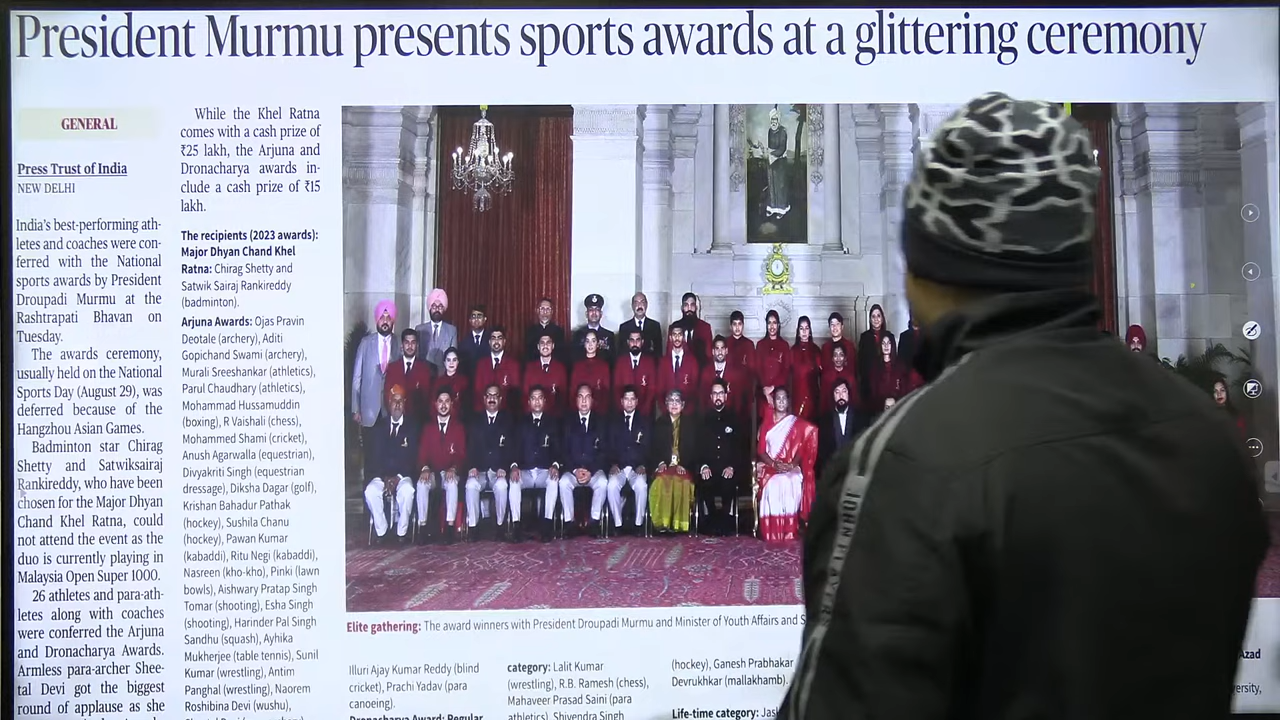 President Murmu presents sports awards at a glittering ceremony
GENERAL
Press Trust of India
NEW DELHI
India's best-performing ath-
letes and coaches were con-
ferred with the National
sports awards by President
Droupadi Murmu at the
Rashtrapati Bhavan on
Tuesday.
The awards ceremony,
usually held on the National
Sports Day (August 29), was
deferred because of the
Hangzhou Asian Games.
Badminton star Chirag
Shetty and Satwiksairaj
Rankireddy, who have been
chosen for the Major Dhyan
Chand Khel Ratna, could
not attend the event as the
duo is currently playing in
Malaysia Open Super 1000.
26 athletes and para-ath-
letes along with coaches
were conferred the Arjuna
and Dronacharya Awards.
Armless para-archer Shee-
tal Devi got the biggest
round of applause as she
While the Khel Ratna
comes with a cash prize of
₹25 lakh, the Arjuna and
Dronacharya awards in-
clude a cash prize of ₹15
lakh.
The recipients (2023 awards):
Major Dhyan Chand Khel
Ratna: Chirag Shetty and
Satwik Sairaj Rankireddy
(badminton).
Arjuna Awards: Ojas Pravin
Deotale (archery), Aditi
Gopichand Swami (archery),
Murali Sreeshankar (athletics),
Parul Chaudhary (athletics),
Mohammad Hussamuddin
(boxing), R Vaishali (chess),
Mohammed Shami (cricket),
Anush Agarwalla (equestrian),
Divyakriti Singh (equestrian
dressage), Diksha Dagar (golf),
Krishan Bahadur Pathak
(hockey), Sushila Chanu
(hockey), Pawan Kumar
(kabaddi), Ritu Negi (kabaddi),
Nasreen (kho-kho), Pinki (lawn
bowls), Aishwary Pratap Singh
Tomar (shooting), Esha Singh
(shooting), Harinder Pal Singh
Sandhu (squash), Ayhika
Mukherjee (table tennis), Sunil
Kumar (wrestling), Antim
Panghal (wrestling), Naorem
Roshibina Devi (wushu),
Elite gathering: The award winners with President Droupadi Murmu and Minister of Youth Affairs and S
Illuri Ajay Kumar Reddy (blind
cricket), Prachi Yadav (para
canoeing).
Dronacharya Award: Regular
category: Lalit Kumar
(wrestling), R.B. Ramesh (chess),
Mahaveer Prasad Saini (para
athletics), Shivendra Singh
(hockey), Ganesh Prabhakar
Devrukhkar (mallakhamb).
Life-time category: Jask
Azad
ersity,
JOHN PLAYERS